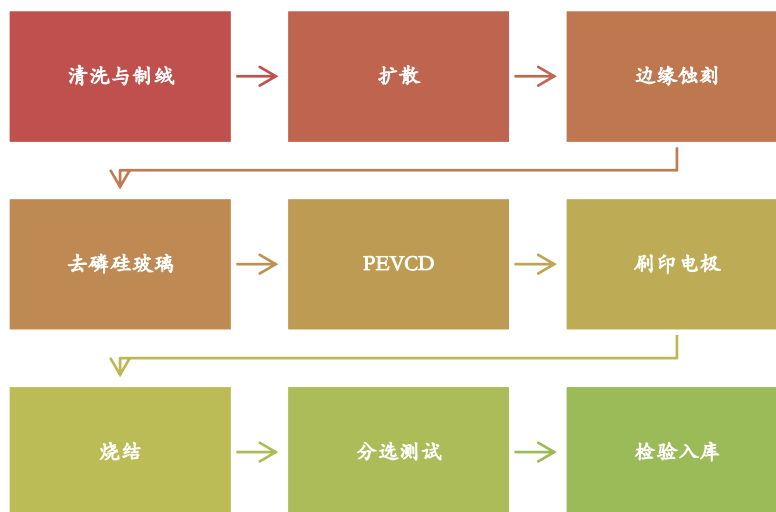 清洗与制绒
扩散
边缘蚀刻
去磷硅玻璃
PEVCD
刷印电极
烧结
分选测试
检验入库